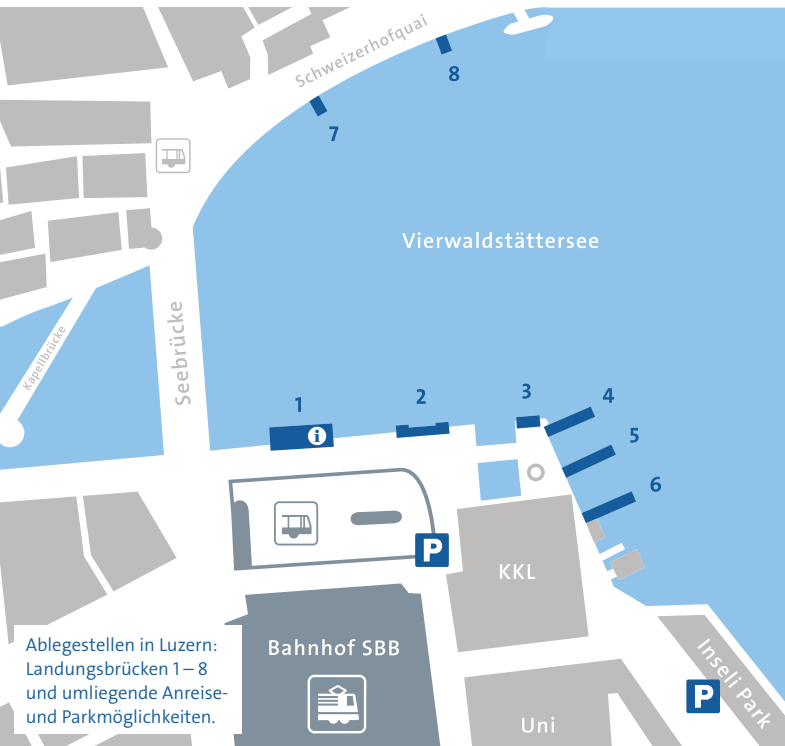 Schweizerhofquai
8
7
Vierwaldstättersee
Seebrücke
Kapellbrücke
1
i
2
3
4
5
6
P
KKL
Bahnhof SBB
Ablegestellen in Luzern:
Landungsbrücken 1–8
und umliegende Anreise-
und Parkmöglichkeiten.
Inseli Park
P
Uni